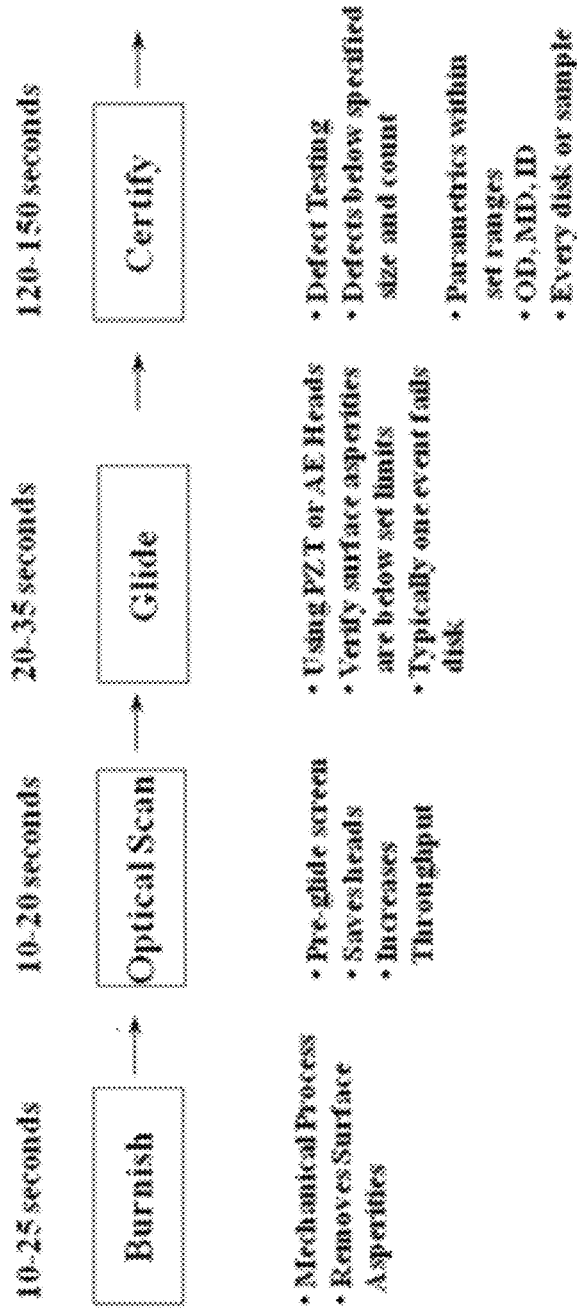 10-25 seconds
10-20 seconds
20-35 seconds
120-150 seconds
Burnish
Optical Scan
Glide
Certify
• Mechanical Process
• Removes Surface
Asperities
• Pre-glide screen
• Saves heads
• Increases
Throughput
• Using PZT or AE Heads
• Verify surface asperities
are below set limits
• Typically one event fails
disk
• Defect Testing
• Defects below specified
size and count
• Parametrics within
set ranges
• OD, MD, ID
• Every disk or sample